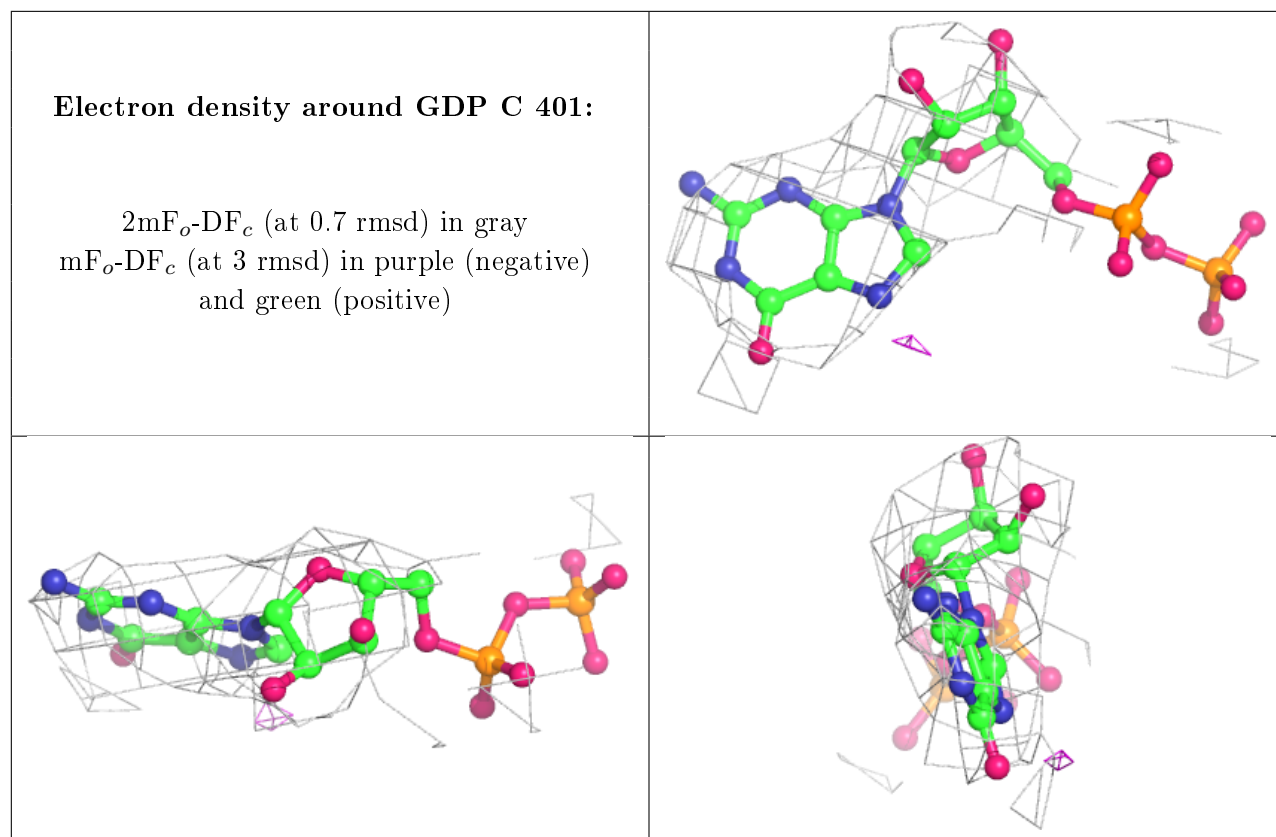 Electron density around GDP C 401:
2mFₒ-DF𝒸 (at 0.7 rmsd) in gray
mFₒ-DF𝒸 (at 3 rmsd) in purple (negative)
and green (positive)